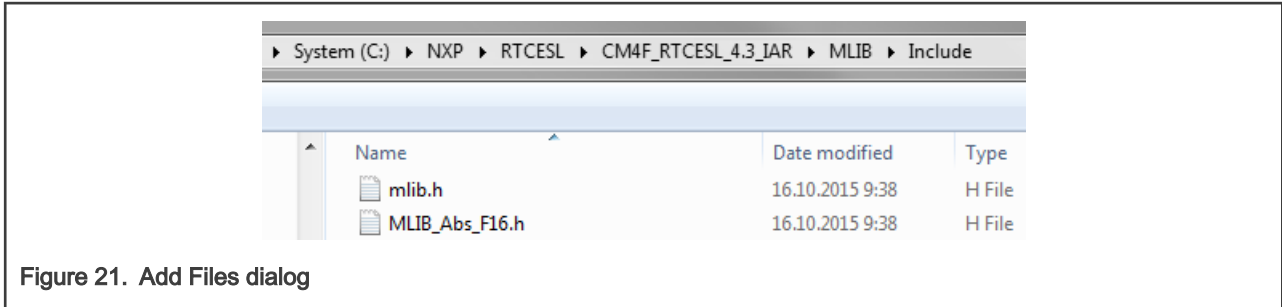 System (C:) ▸ NXP ▸ RTCESL ▸ CM4F_RTCESL_4.3_IAR ▸ MLIB ▸ Include
Name Date modified Type
mlib.h 16.10.2015 9:38 H File
MLIB_Abs_F16.h 16.10.2015 9:38 H File
Figure 21. Add Files dialog